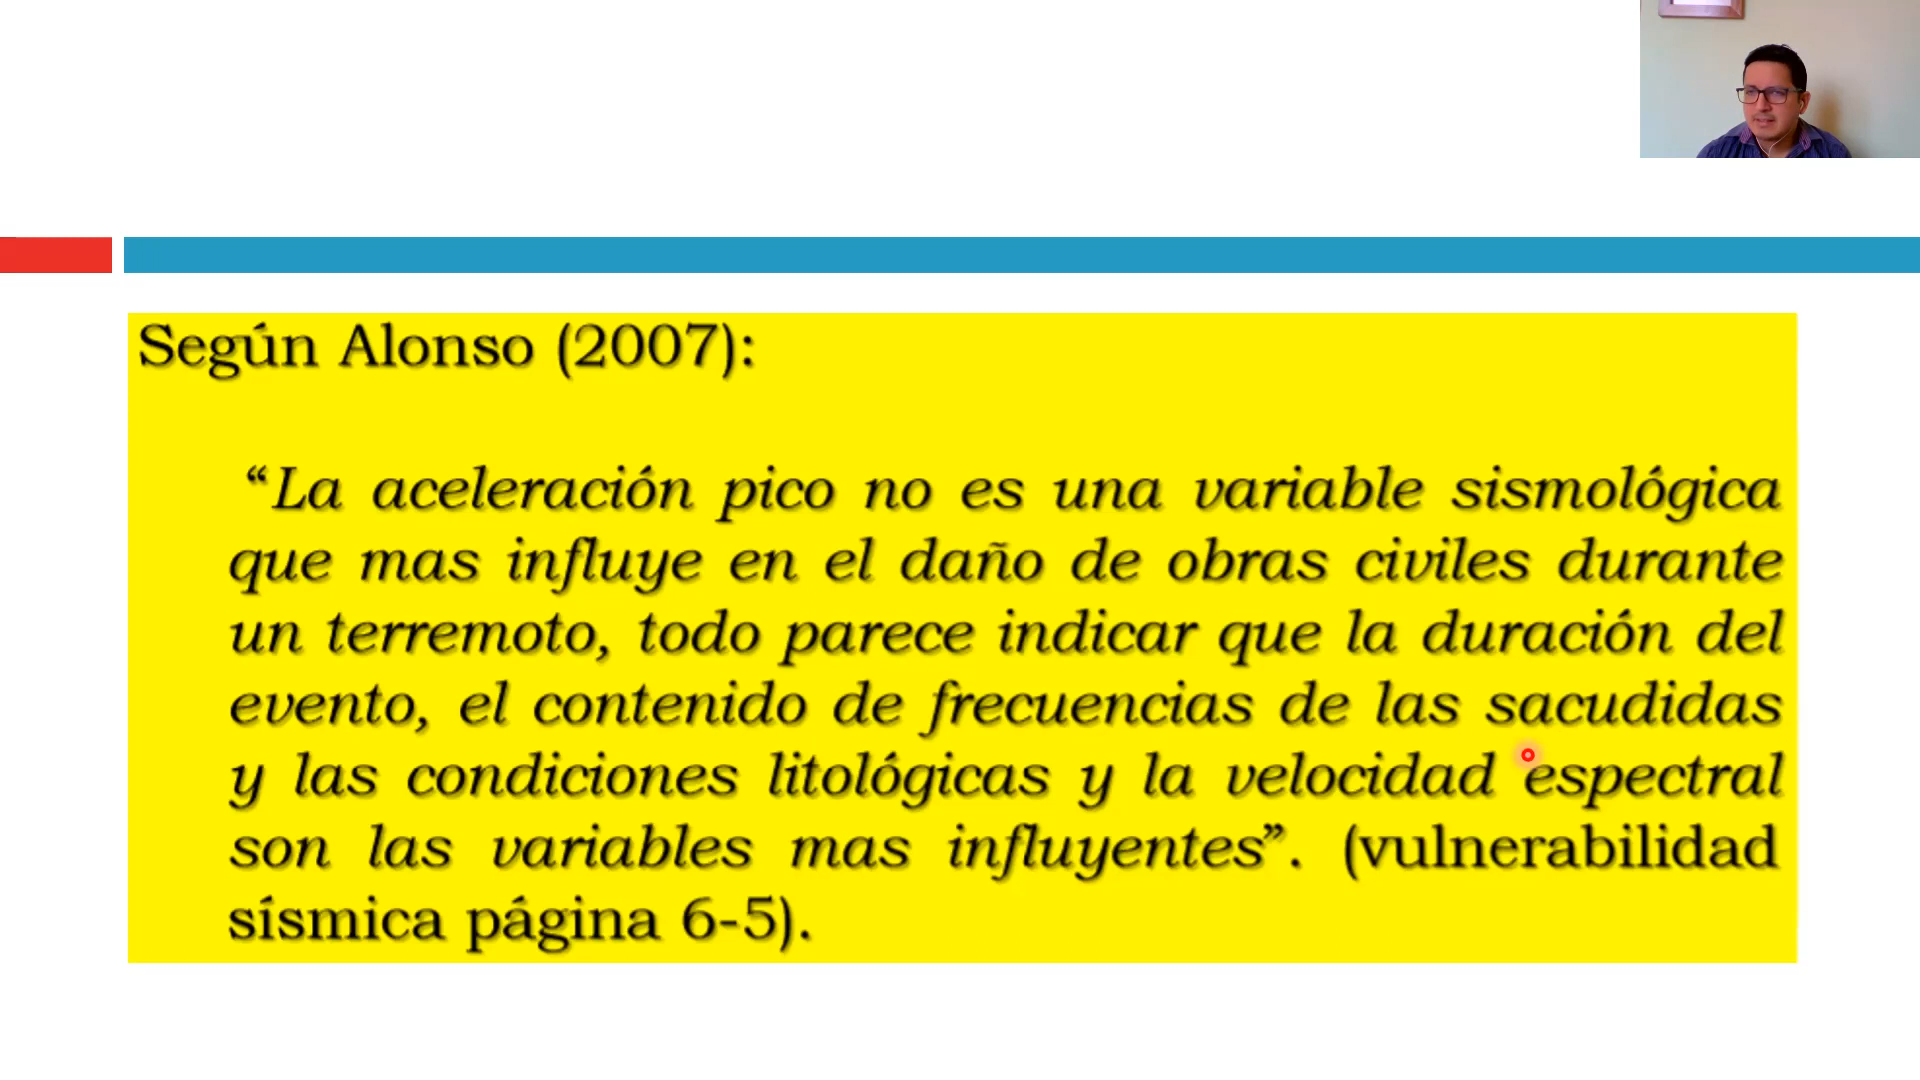 Según Alonso (2007):
“La aceleración pico no es una variable sismológica
que mas influye en el daño de obras civiles durante
un terremoto, todo parece indicar que la duración del
evento, el contenido de frecuencias de las sacudidas
y las condiciones litológicas y la velocidad espectral
son las variables mas influyentes”. (vulnerabilidad
sísmica página 6-5).